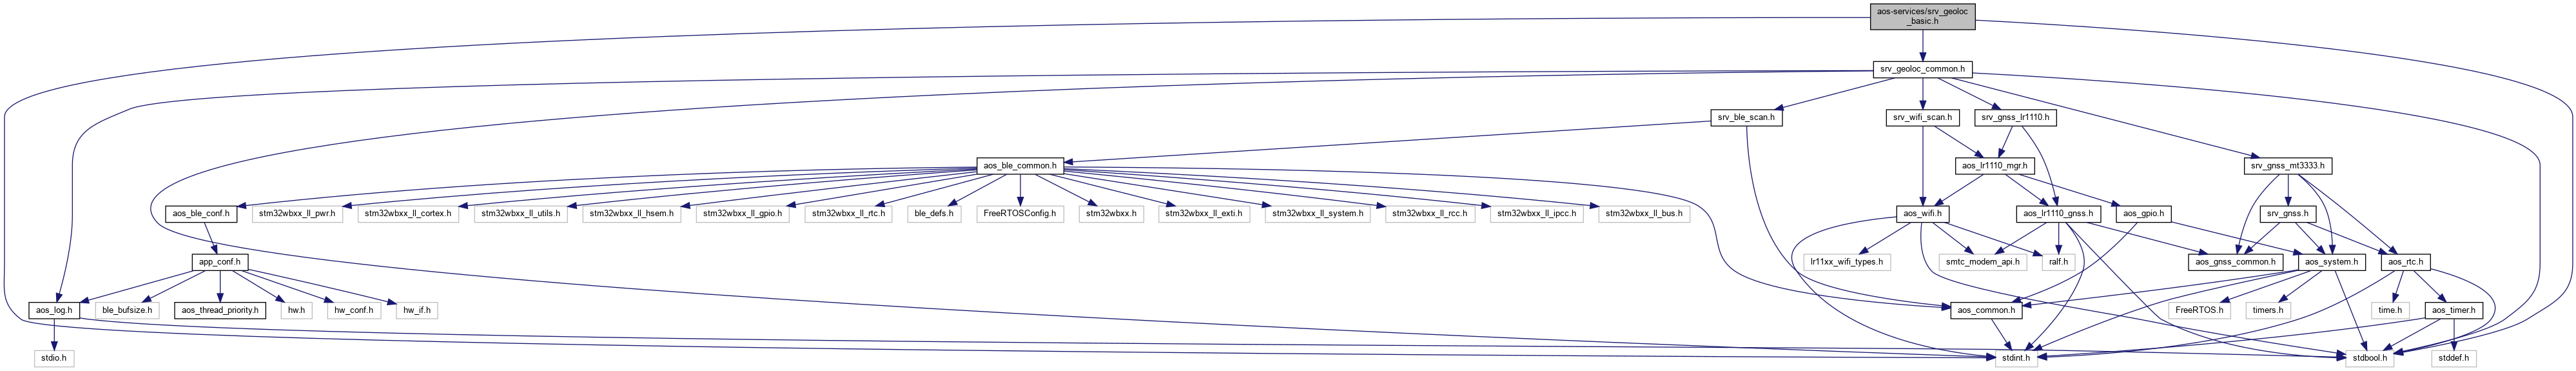 aos-services/srv_geoloc
_basic.h
srv_geoloc_common.h
srv_ble_scan.h
srv_wifi_scan.h
srv_gnss_lr1110.h
aos_ble_common.h
aos_lr1110_mgr.h
srv_gnss_mt3333.h
aos_ble_conf.h
stm32wbxx_ll_pwr.h
stm32wbxx_ll_cortex.h
stm32wbxx_ll_utils.h
stm32wbxx_ll_hsem.h
stm32wbxx_ll_gpio.h
stm32wbxx_ll_rtc.h
ble_defs.h
FreeRTOSConfig.h
stm32wbxx.h
stm32wbxx_ll_exti.h
stm32wbxx_ll_system.h
stm32wbxx_ll_rcc.h
stm32wbxx_ll_ipcc.h
stm32wbxx_ll_bus.h
aos_wifi.h
aos_lr1110_gnss.h
aos_gpio.h
srv_gnss.h
app_conf.h
lr11xx_wifi_types.h
smtc_modem_api.h
ralf.h
aos_gnss_common.h
aos_system.h
aos_rtc.h
aos_log.h
ble_bufsize.h
aos_thread_priority.h
hw.h
hw_conf.h
hw_if.h
aos_common.h
FreeRTOS.h
timers.h
time.h
aos_timer.h
stdio.h
stdint.h
stdbool.h
stddef.h